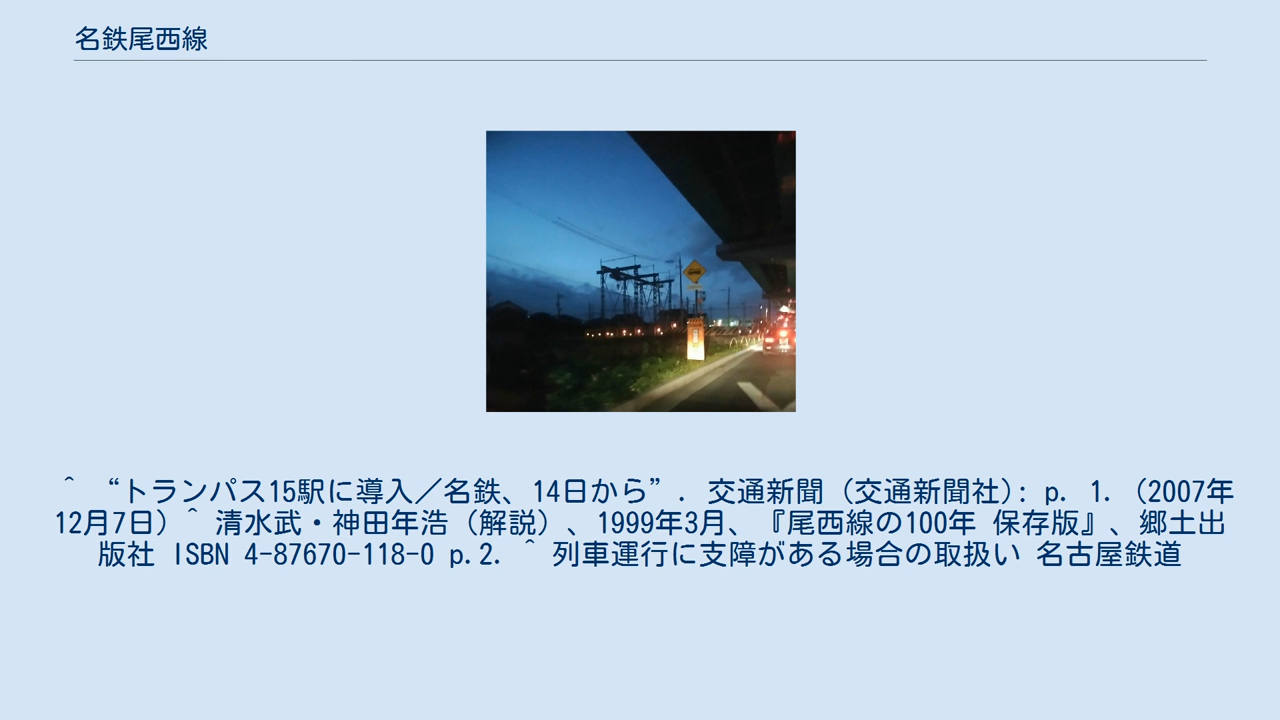 名鉄尾西線
^ “トランパス15駅に導入／名鉄、14日から”. 交通新聞 (交通新聞社): p. 1. (2007年
12月7日) ^ 清水武・神田年浩（解説）、1999年3月、『尾西線の100年 保存版』、郷土出
版社 ISBN 4-87670-118-0 p.2. ^ 列車運行に支障がある場合の取扱い 名古屋鉄道